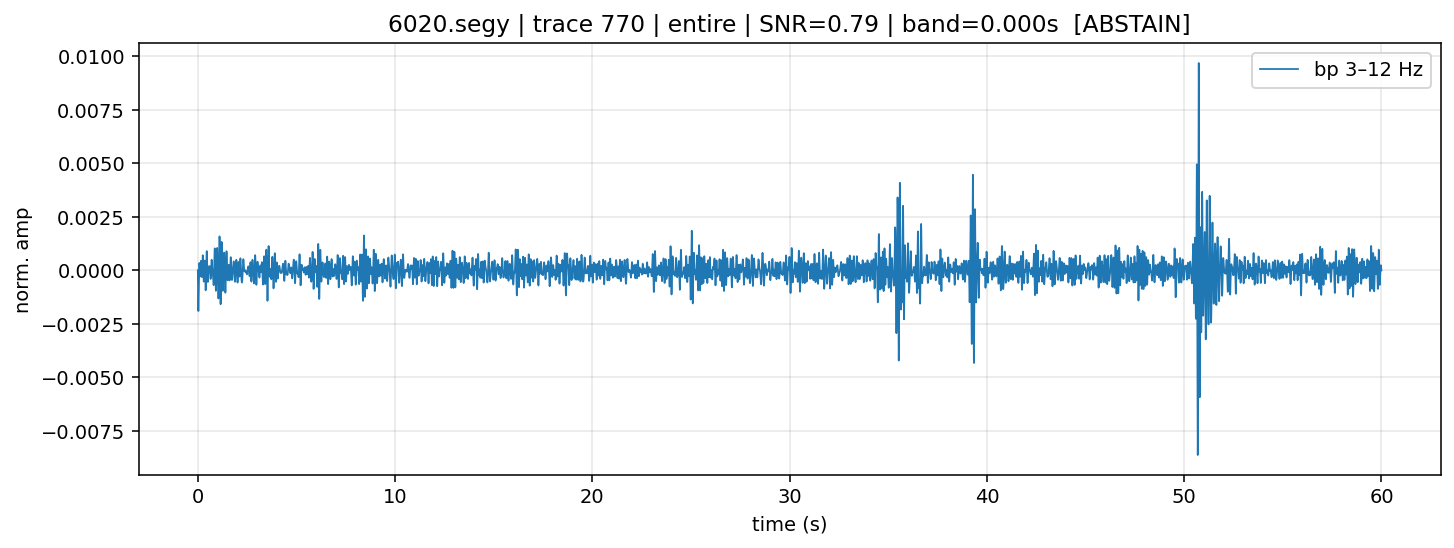 6020.segy | trace 770 | entire | SNR=0.79 | band=0.000s [ABSTAIN]
bp 3–12 Hz
norm. amp
0.0100
0.0075
0.0050
0.0025
0.0000
−0.0025
−0.0050
−0.0075
0 10 20 30 40 50 60
time (s)